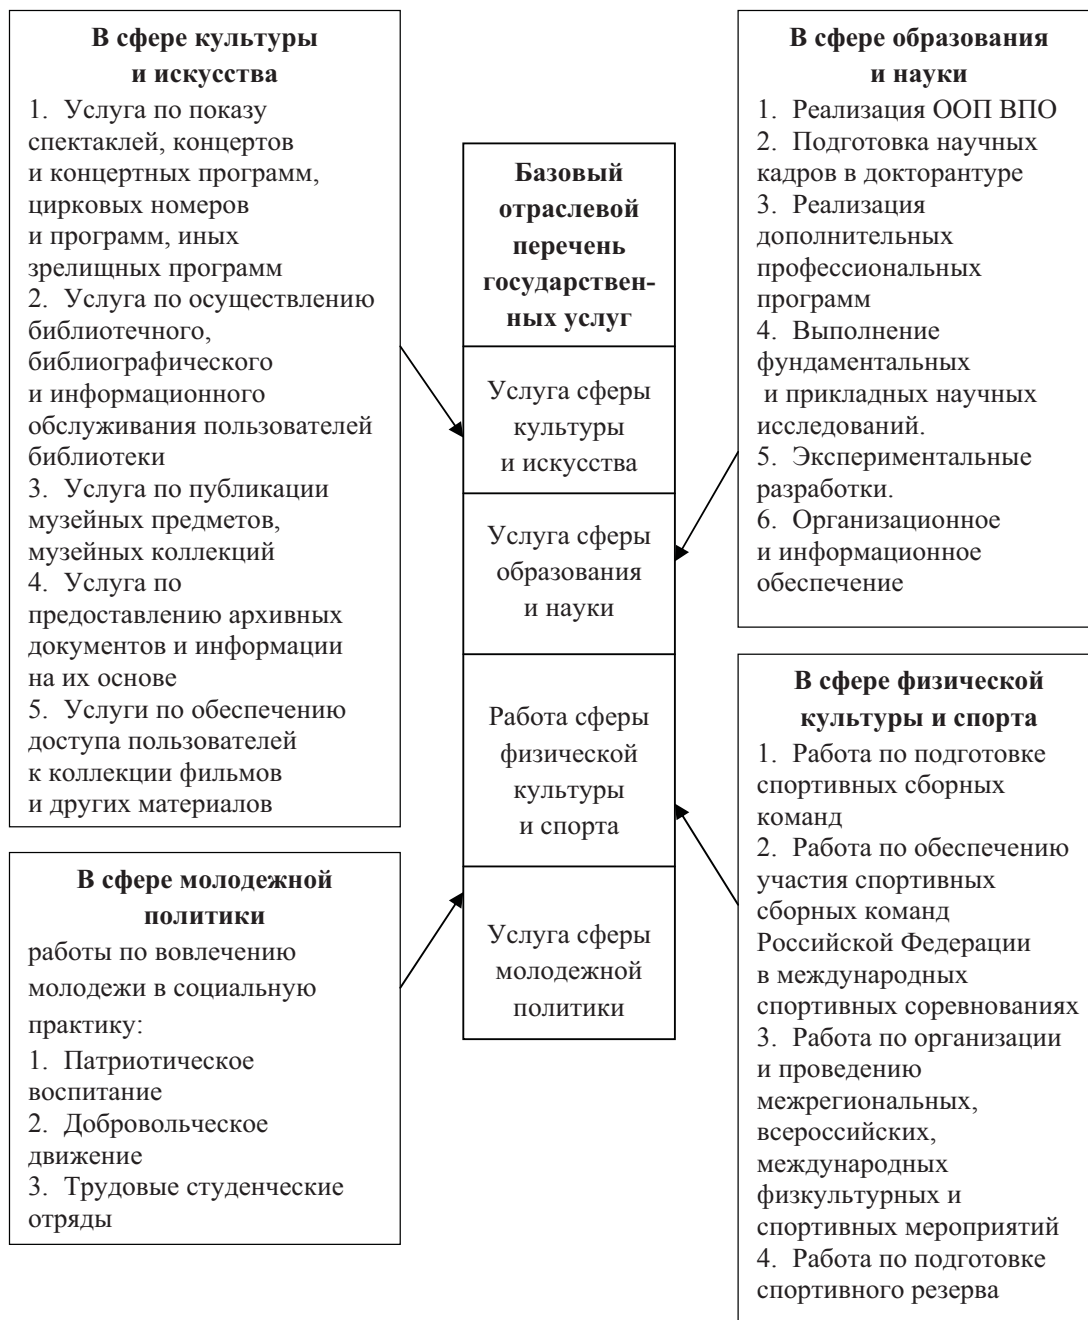 В сфере культуры
и искусства
1. Услуга по показу
спектаклей, концертов
и концертных программ,
цирковых номеров
и программ, иных
зрелищных программ
2. Услуга по осуществлению
библиотечного,
библиографического
и информационного
обслуживания пользователей
библиотеки
3. Услуга по публикации
музейных предметов,
музейных коллекций
4. Услуга по
предоставлению архивных
документов и информации
на их основе
5. Услуги по обеспечению
доступа пользователей
к коллекции фильмов
и других материалов
В сфере молодежной
политики
работы по вовлечению
молодежи в социальную
практику:
1. Патриотическое
воспитание
2. Добровольческое
движение
3. Трудовые студенческие
отряды
Базовый
отраслевой
перечень
государствен-
ных услуг
Услуга сферы
культуры
и искусства
Услуга сферы
образования
и науки
Работа сферы
физической
культуры
и спорта
Услуга сферы
молодежной
политики
В сфере образования
и науки
1. Реализация ООП ВПО
2. Подготовка научных
кадров в докторантуре
3. Реализация
дополнительных
профессиональных
программ
4. Выполнение
фундаментальных
и прикладных научных
исследований.
5. Экспериментальные
разработки.
6. Организационное
и информационное
обеспечение
В сфере физической
культуры и спорта
1. Работа по подготовке
спортивных сборных
команд
2. Работа по обеспечению
участия спортивных
сборных команд
Российской Федерации
в международных
спортивных соревнованиях
3. Работа по организации
и проведению
межрегиональных,
всероссийских,
международных
физкультурных и
спортивных мероприятий
4. Работа по подготовке
спортивного резерва